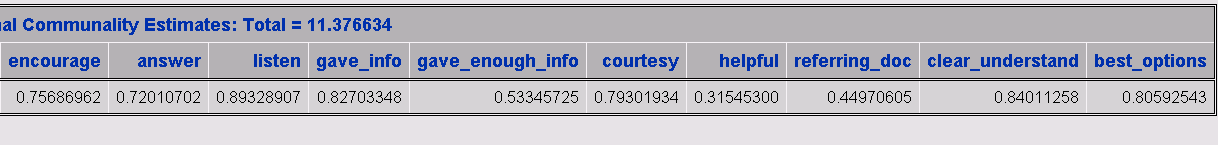 nal Communality Estimates: Total = 11.376634
encourage answer listen gave_info gave_enough_info courtesy helpful referring_doc clear_understand best_options
0.75686962 0.72010702 0.89328907 0.82703348 0.53345725 0.79301934 0.31545300 0.44970605 0.84011258 0.80592543